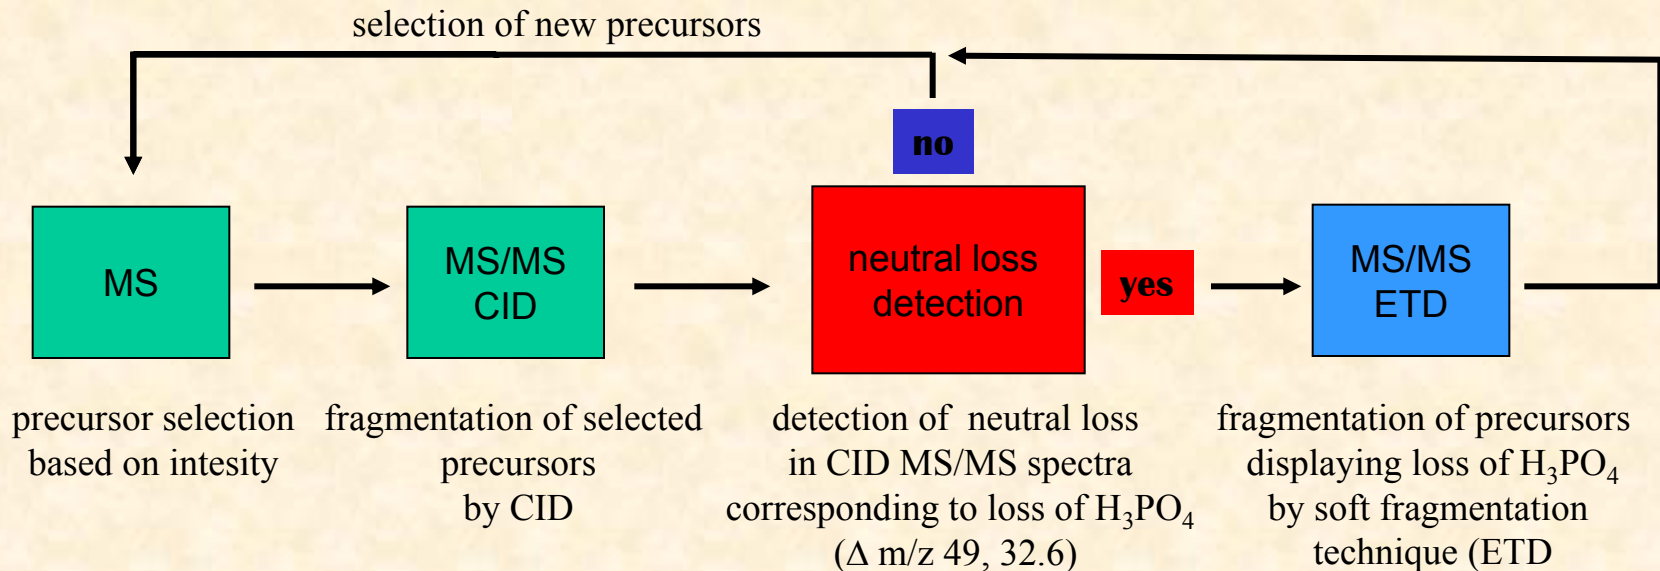 selection of new precursors
no
MS
MS/MS
CID
neutral loss
detection
yes
MS/MS
ETD
precursor selection
based on intesity
fragmentation of selected
precursors
by CID
detection of  neutral loss
in CID MS/MS spectra
corresponding to loss of H₃PO₄
(Δ m/z 49, 32.6)
fragmentation of precursors
displaying loss of H₃PO₄
by soft fragmentation
technique (ETD